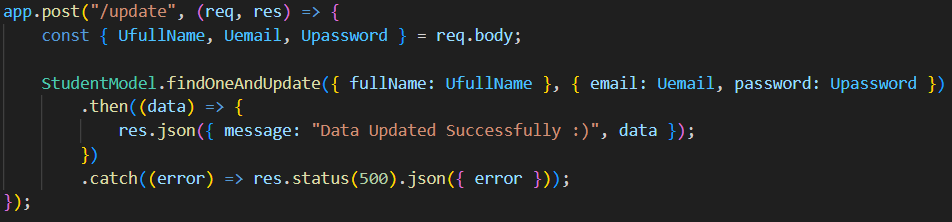 app.post("/update", (req, res) => {
    const { UfullName, Uemail, Upassword } = req.body;

    StudentModel.findOneAndUpdate({ fullName: UfullName }, { email: Uemail, password: Upassword })
        .then((data) => {
            res.json({ message: "Data Updated Successfully :)", data });
        })
        .catch((error) => res.status(500).json({ error }));
});